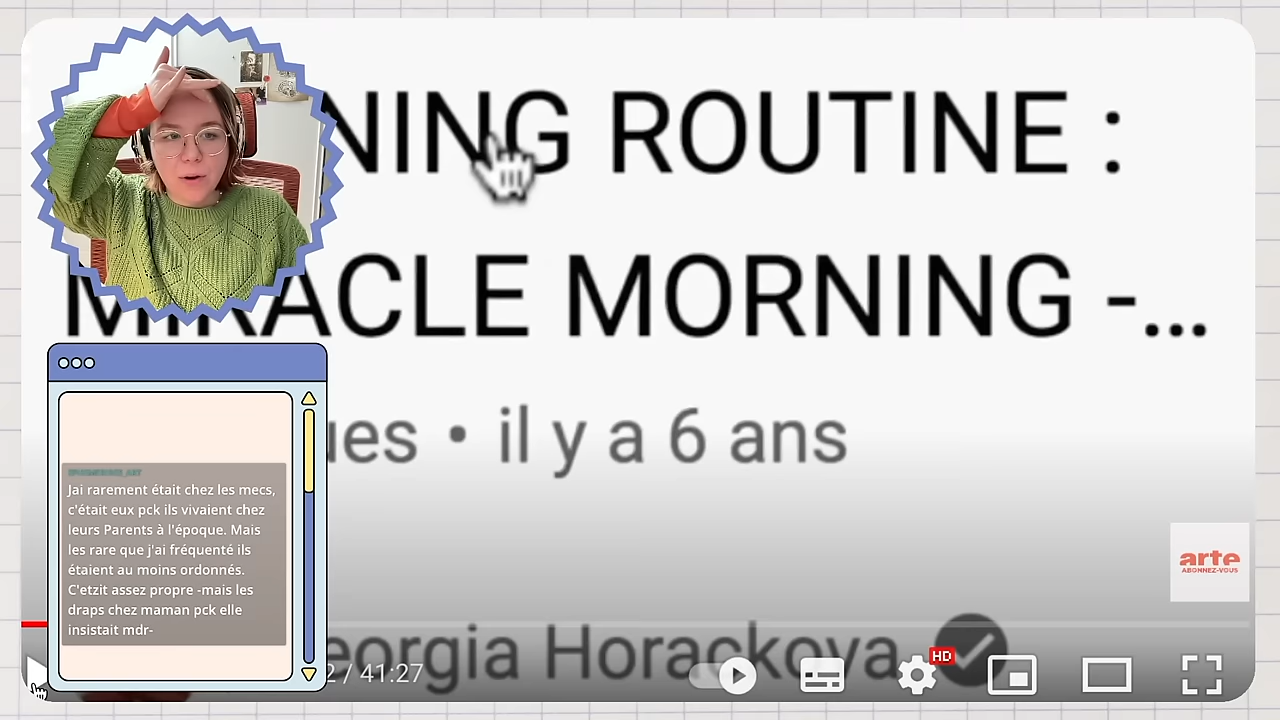 NING ROUTINE :
MIRACLE MORNING -...
ues • il y a 6 ans
Jai rarement était chez les mecs,
c'était eux pck ils vivaient chez
leurs Parents à l'époque. Mais
les rare que j'ai fréquenté ils
étaient au moins ordonnés.
C'etzit assez propre -mais les
draps chez maman pck elle
insistait mdr-
arte
ABONNEZ-VOUS
eorgia Horackova
2 / 41:27
HD